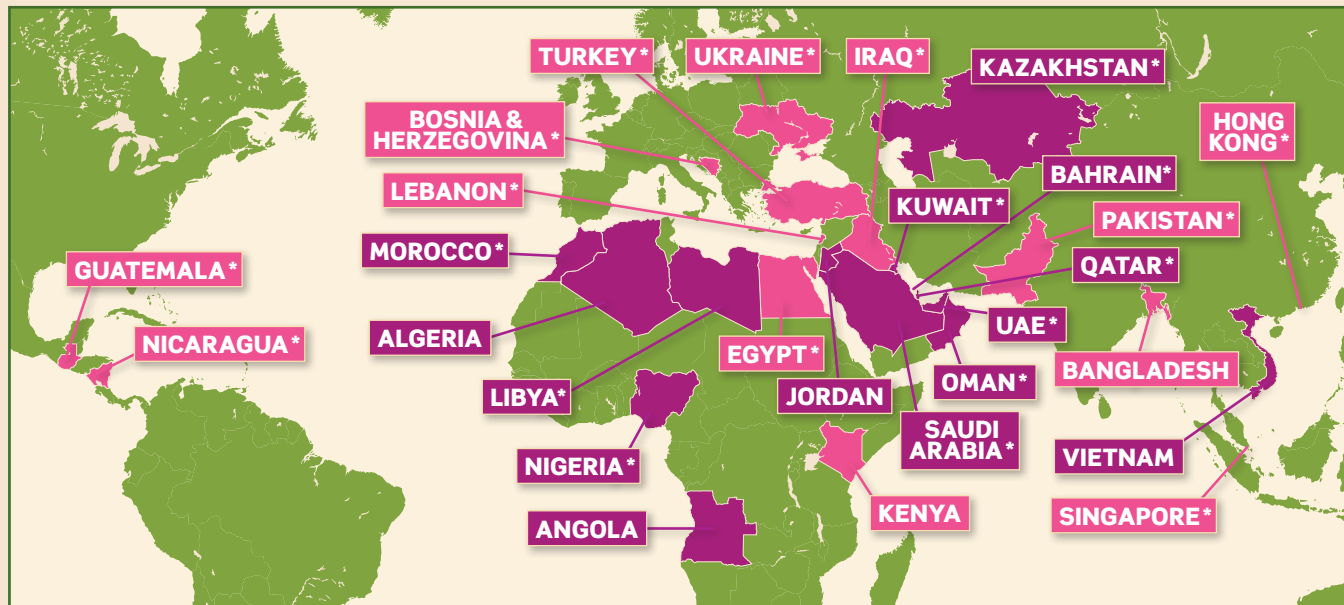 TURKEY*
UKRAINE*
IRAQ*
KAZAKHSTAN*
BOSNIA &
HERZEGOVINA*
HONG
KONG*
LEBANON*
BAHRAIN*
KUWAIT*
PAKISTAN*
MOROCCO*
GUATEMALA*
QATAR*
ALGERIA
NICARAGUA*
UAE*
EGYPT*
BANGLADESH
LIBYA*
JORDAN
OMAN*
SAUDI
ARABIA*
NIGERIA*
VIETNAM
KENYA
SINGAPORE*
ANGOLA